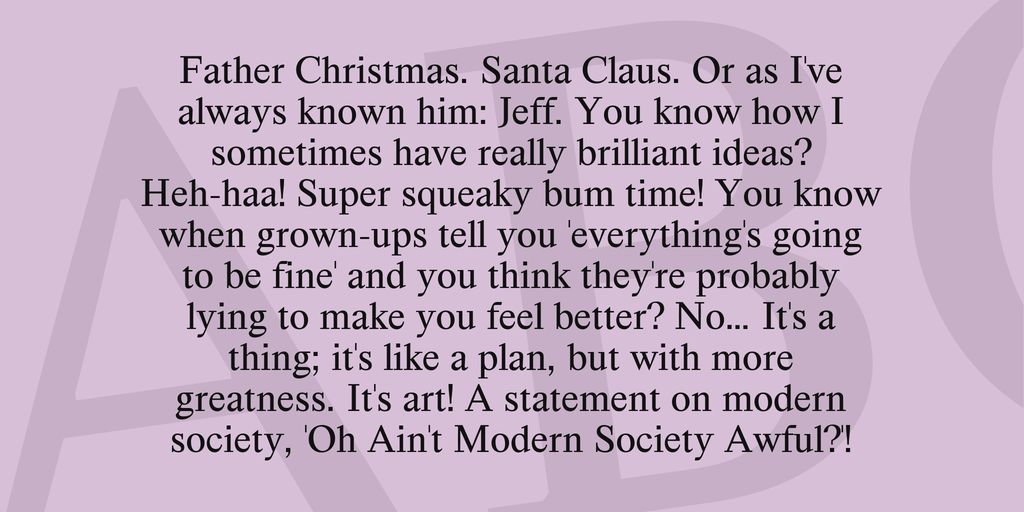 Father Christmas. Santa Claus. Or as I've
always known him: Jeff. You know how I
sometimes have really brilliant ideas?
Heh-haa! Super squeaky bum time! You know
when grown-ups tell you 'everything's going
to be fine' and you think they're probably
lying to make you feel better? No... It's a
thing; it's like a plan, but with more
greatness. It's art! A statement on modern
society, 'Oh Ain't Modern Society Awful?'!
ABC